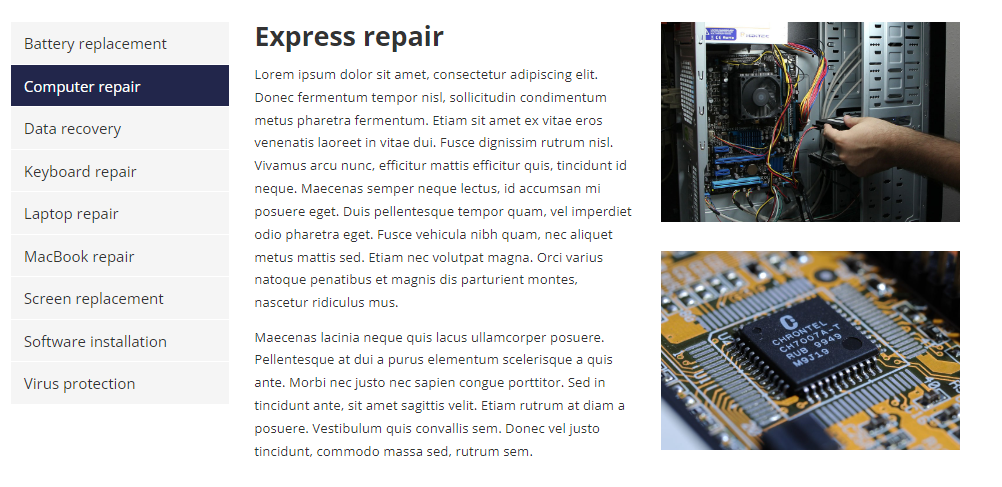 Battery replacement
Computer repair
Data recovery
Keyboard repair
Laptop repair
MacBook repair
Screen replacement
Software installation
Virus protection
Express repair
Lorem ipsum dolor sit amet, consectetur adipiscing elit.
Donec fermentum tempor nisl, sollicitudin condimentum
metus pharetra fermentum. Etiam sit amet ex vitae eros
venenatis laoreet in vitae dui. Fusce dignissim rutrum nisl.
Vivamus arcu nunc, efficitur mattis efficitur quis, tincidunt id
neque. Maecenas semper neque lectus, id accumsan mi
posuere eget. Duis pellentesque tempor quam, vel imperdiet
odio pharetra eget. Fusce vehicula nibh quam, nec aliquet
metus mattis sed. Etiam nec volutpat magna. Orci varius
natoque penatibus et magnis dis parturient montes,
nascetur ridiculus mus.
Maecenas lacinia neque quis lacus ullamcorper posuere.
Pellentesque at dui a purus elementum scelerisque a quis
ante. Morbi nec justo nec sapien congue porttitor. Sed in
tincidunt ante, sit amet sagittis velit. Etiam rutrum at diam a
posuere. Vestibulum quis convallis sem. Donec vel justo
tincidunt, commodo massa sed, rutrum sem.
CHRONTEL
CH7007A-T
RUB 9949
M9J19